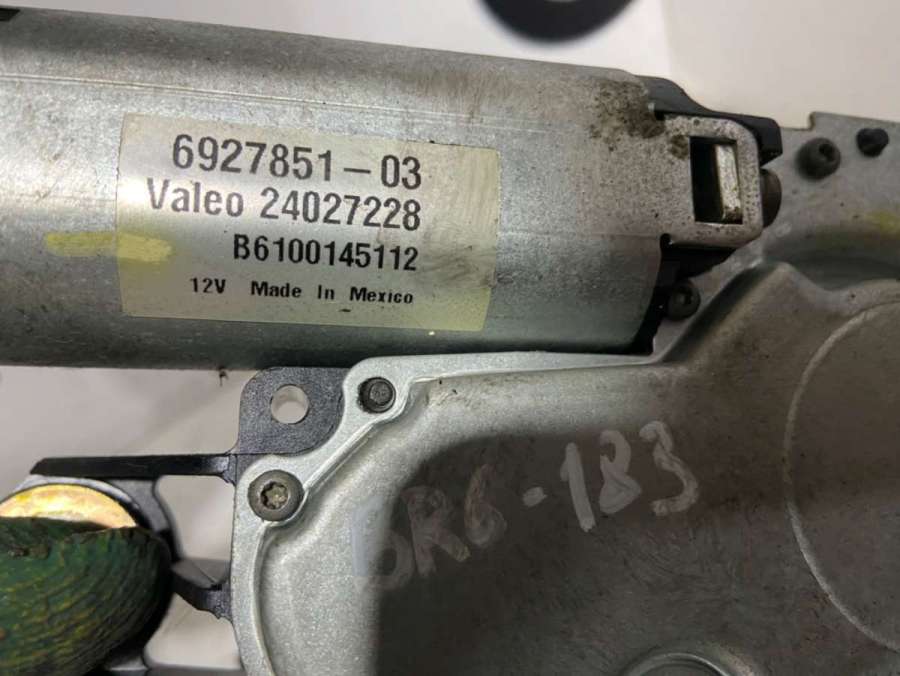 6927851-03
Valeo 24027228
B6100145112
12V Made In Mexico
BR6-183